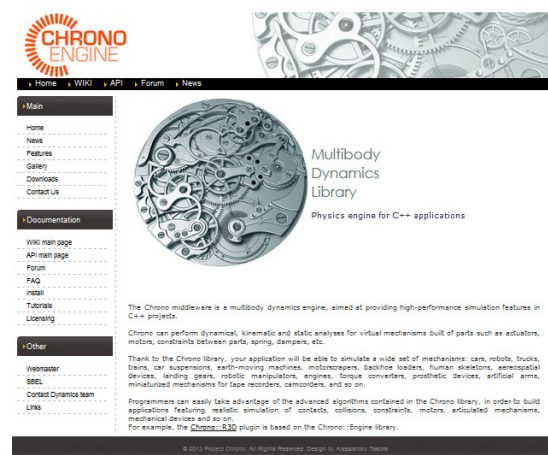 CHRONO
ENGINE
Home WIKI API Forum News
Main
Home
News
Features
Gallery
Downloads
Contact Us
Documentation
WIKI main page
API main page
Forum
FAQ
Install
Tutorials
Licensing
Other
Webmaster
SBEL
Contact Dynamics team
Links
Multibody
Dynamics
Library
Physics engine for C++ applications
The Chrono middleware is a multibody dynamics engine, aimed at providing high-performance simulation features in
C++ projects.
Chrono can perform dynamical, kinematic and static analyses for virtual mechanisms built of parts such as actuators,
motors, constraints between parts, spring, dampers, etc.
Thank to the Chrono library, your application will be able to simulate a wide set of mechanisms: cars, robots, trucks,
trains, car suspensions, earth-moving machines, motorscrapers, backhoe loaders, human skeletons, aereospatial
devices, landing gears, robotic manipulators, engines, torque converters, prosthetic devices, artificial arms,
miniaturized mechanisms for tape recorders, camcorders, and so on.
Programmers can easily take advantage of the advanced algorithms contained in the Chrono library, in order to build
applications featuring realistic simulation of contacts, collisions, constraints, motors, articulated mechanisms,
mechanical devices and so on.
For example, the Chrono::R3D plugin is based on the Chrono::Engine library.
© 2013 Project Chrono. All Rights Reserved. Design by Alessandro Tasora